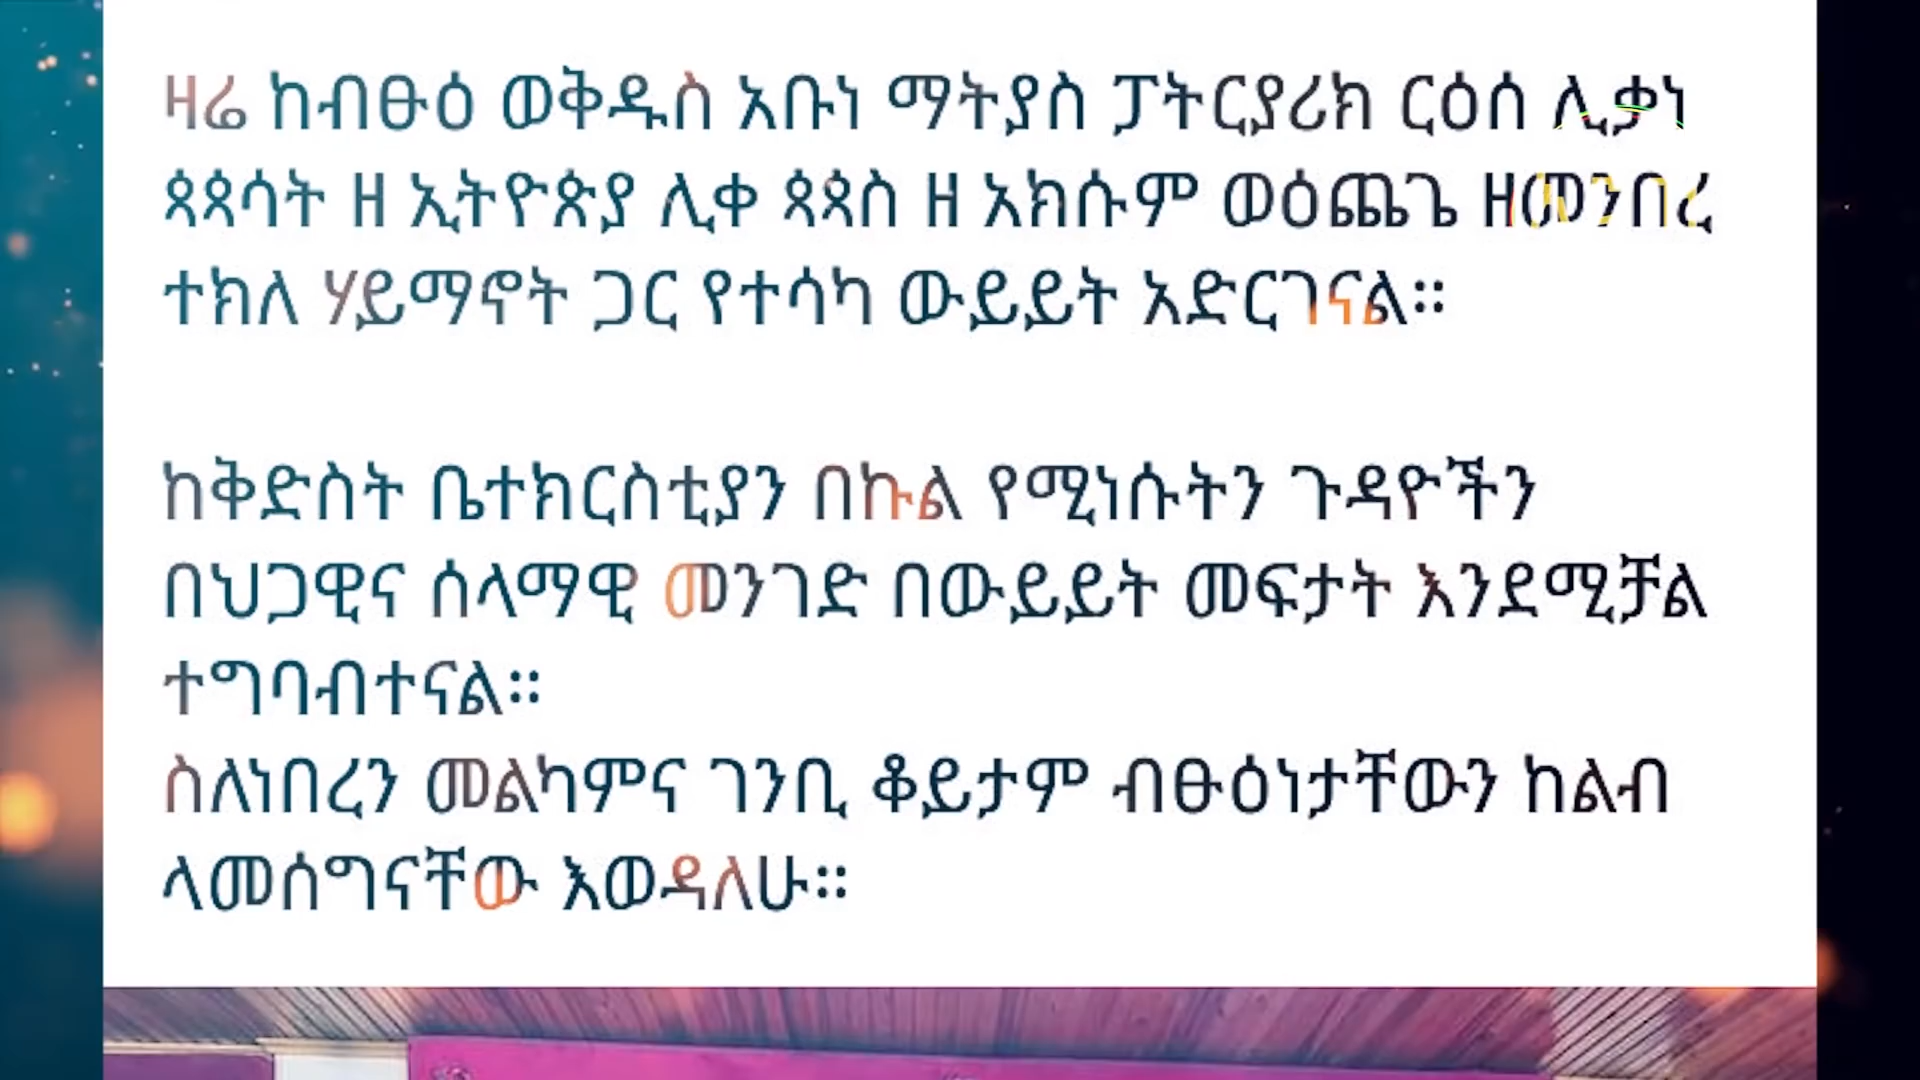 ዛሬ ከብፁዕ ወቅዱስ አቡነ ማትያስ ፓትርያሪክ ርዕሰ ሊቃነ
ጳጳሳት ዘ ኢትዮጵያ ሊቀ ጳጳስ ዘ አክሱም ወዕጨጌ ዘመንበረ
ተክለ ሃይማኖት ጋር የተሳካ ውይይት አድርገናል።
ከቅድስት ቤተክርስቲያን በኩል የሚነሱትን ጉዳዮችን
በህጋዊና ሰላማዊ መንገድ በውይይት መፍታት እንደሚቻል
ተግባብተናል።
ስለነበረን መልካምና ገንቢ ቆይታም ብፁዕነታቸውን ከልብ
ላመሰግናቸው እወዳለሁ።